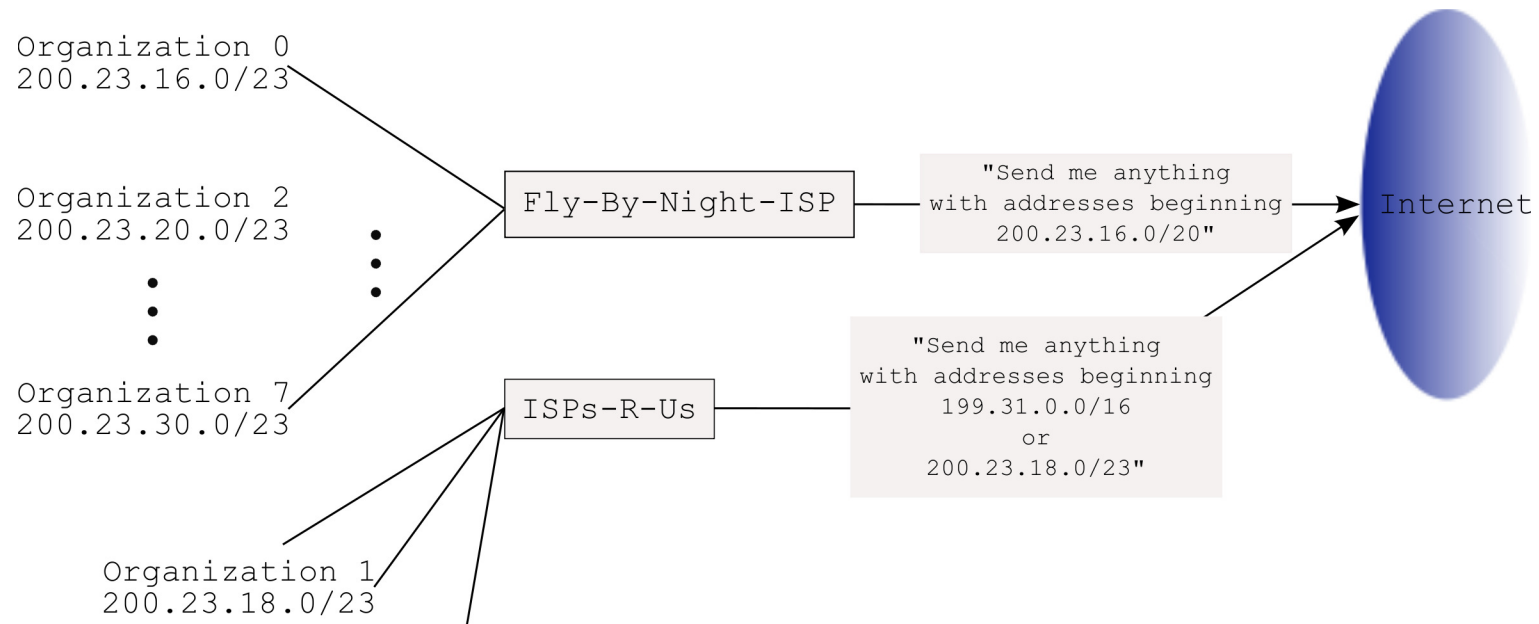 Organization 0
200.23.16.0/23
Organization 2
200.23.20.0/23
Organization 7
200.23.30.0/23
Fly-By-Night-ISP
"Send me anything
with addresses beginning
200.23.16.0/20"
Internet
ISPs-R-Us
"Send me anything
with addresses beginning
199.31.0.0/16
or
200.23.18.0/23"
Organization 1
200.23.18.0/23